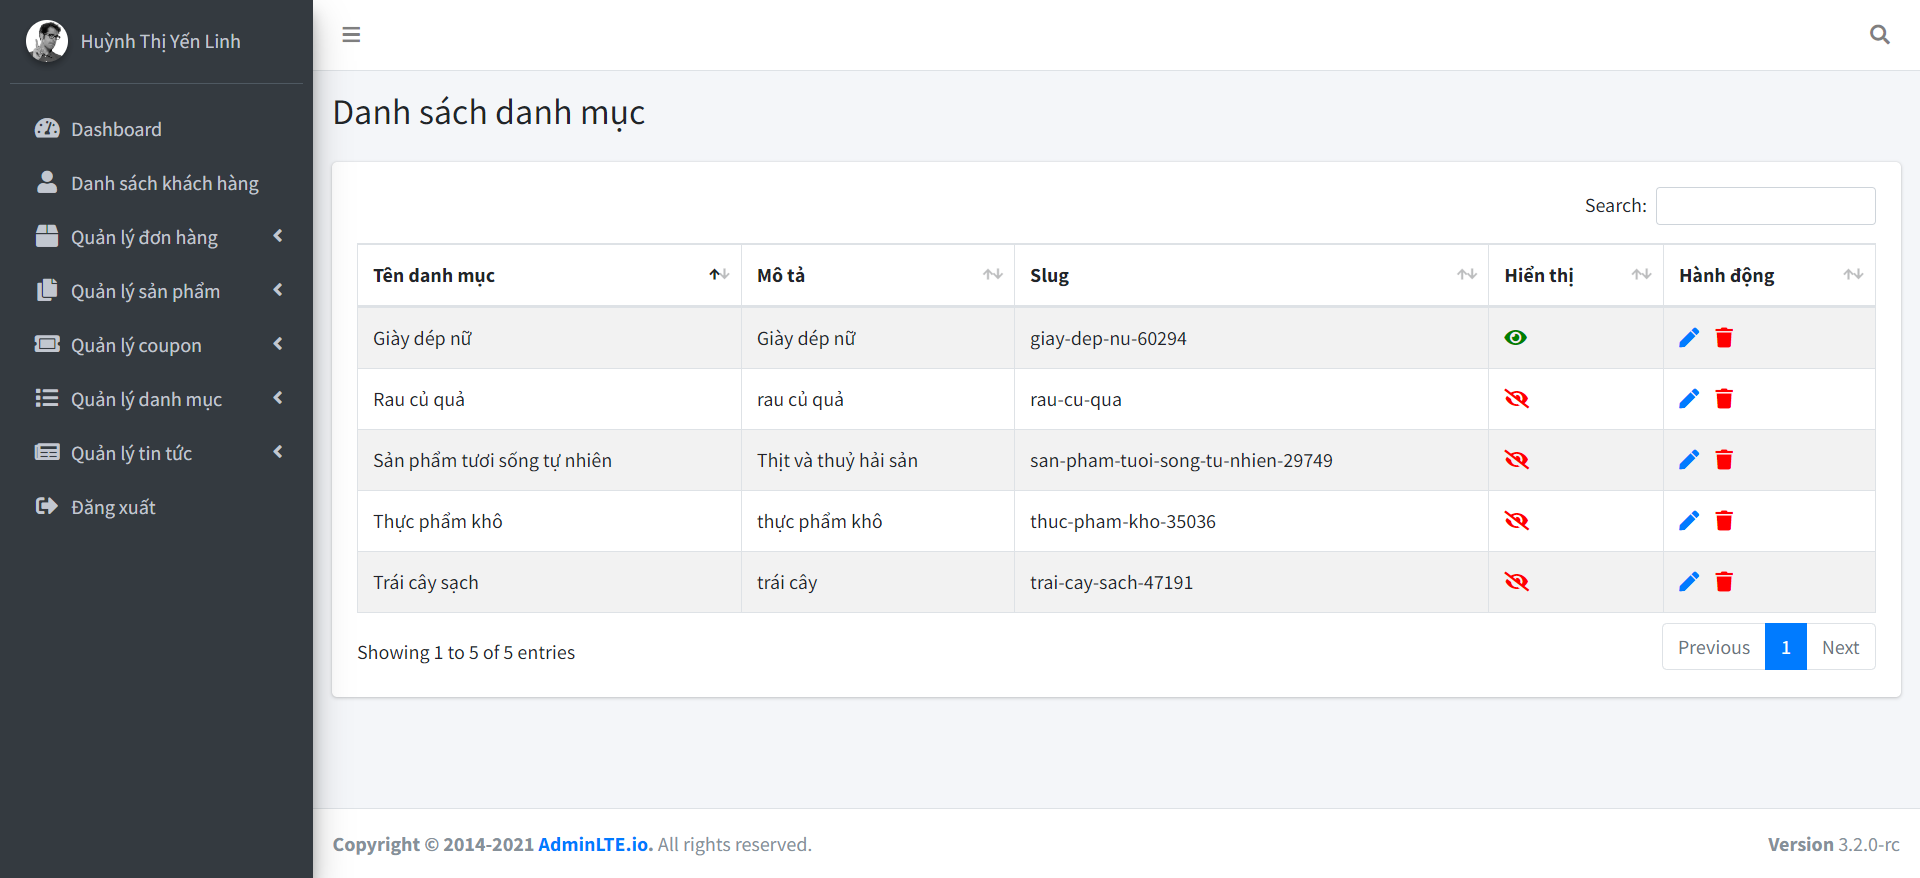 Huỳnh Thị Yến Linh
Dashboard
Danh sách khách hàng
Quản lý đơn hàng
Quản lý sản phẩm
Quản lý coupon
Quản lý danh mục
Quản lý tin tức
Đăng xuất
Danh sách danh mục
Search:
Tên danh mục Mô tả Slug Hiển thị Hành động
Giày dép nữ Giày dép nữ giay-dep-nu-60294
Rau củ quả rau củ quả rau-cu-qua
Sản phẩm tươi sống tự nhiên Thịt và thuỷ hải sản san-pham-tuoi-song-tu-nhien-29749
Thực phẩm khô thực phẩm khô thuc-pham-kho-35036
Trái cây sạch trái cây trai-cay-sach-47191
Showing 1 to 5 of 5 entries
Previous 1 Next
Copyright © 2014-2021 AdminLTE.io. All rights reserved.
Version 3.2.0-rc